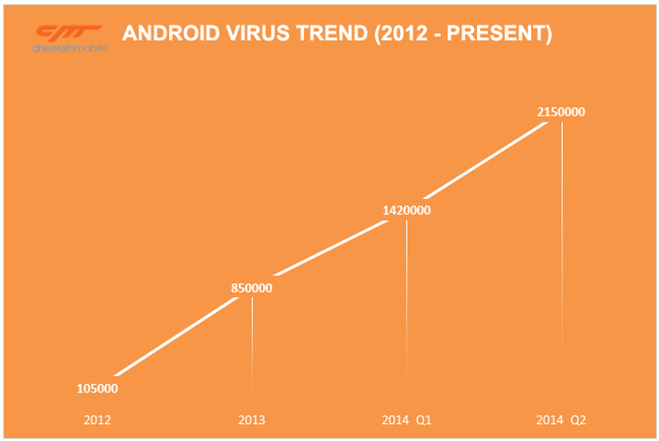 cheetahmobile
ANDROID VIRUS TREND (2012 - PRESENT)
2150000
1420000
850000
105000
2012 2013 2014 Q1 2014 Q2